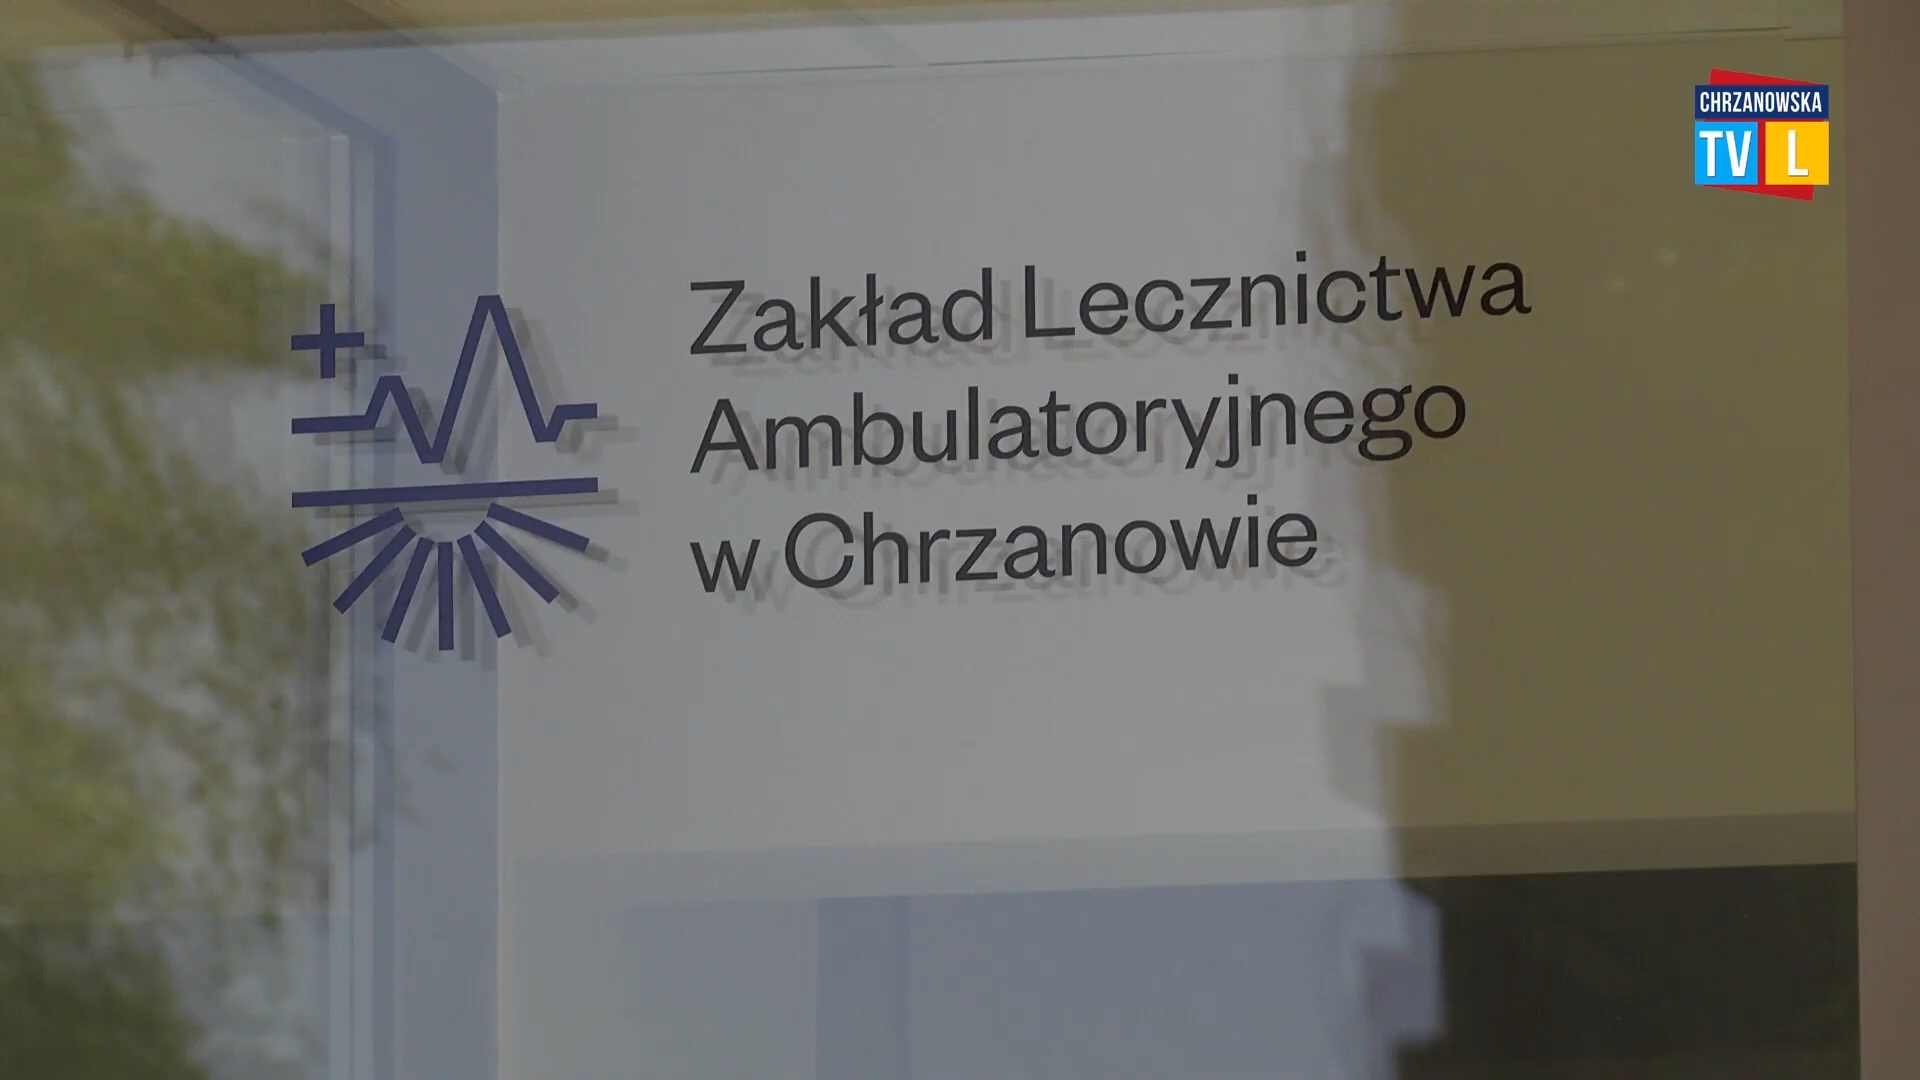 CHRZANOWSKA
TV L
Zakład Lecznictwa
Ambulatoryjnego
w Chrzanowie